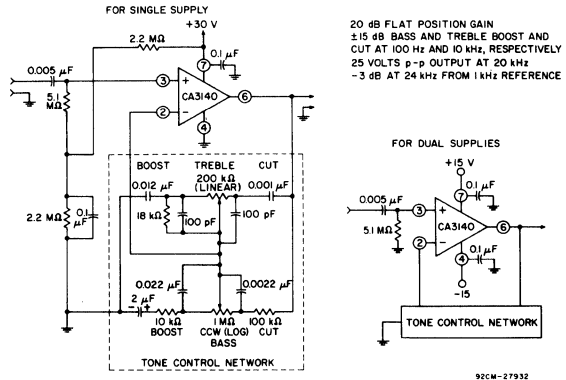 FOR SINGLE SUPPLY
+30 V
2.2 MΩ
0.1 μF
7
0.005 μF
3
+
CA3140
6
5.1 MΩ
2
−
4
BOOST
TREBLE
CUT
200 kΩ
(LINEAR)
0.012 μF
0.001 μF
18 kΩ
100 pF
100 pF
2.2 MΩ
0.1 μF
0.022 μF
0.0022 μF
2 μF
− +
10 kΩ
BOOST
1MΩ
CCW (LOG)
BASS
100 kΩ
CUT
TONE CONTROL NETWORK
20 dB FLAT POSITION GAIN
±15 dB BASS AND TREBLE BOOST AND
CUT AT 100 Hz AND 10 kHz, RESPECTIVELY
25 VOLTS p-p OUTPUT AT 20 kHz
−3 dB AT 24 kHz FROM 1 kHz REFERENCE
FOR DUAL SUPPLIES
+15 V
7
0.1 μF
0.005 μF
3
+
CA3140
6
5.1 MΩ
2
−
4
0.1 μF
−15
TONE CONTROL NETWORK
92CM-27932